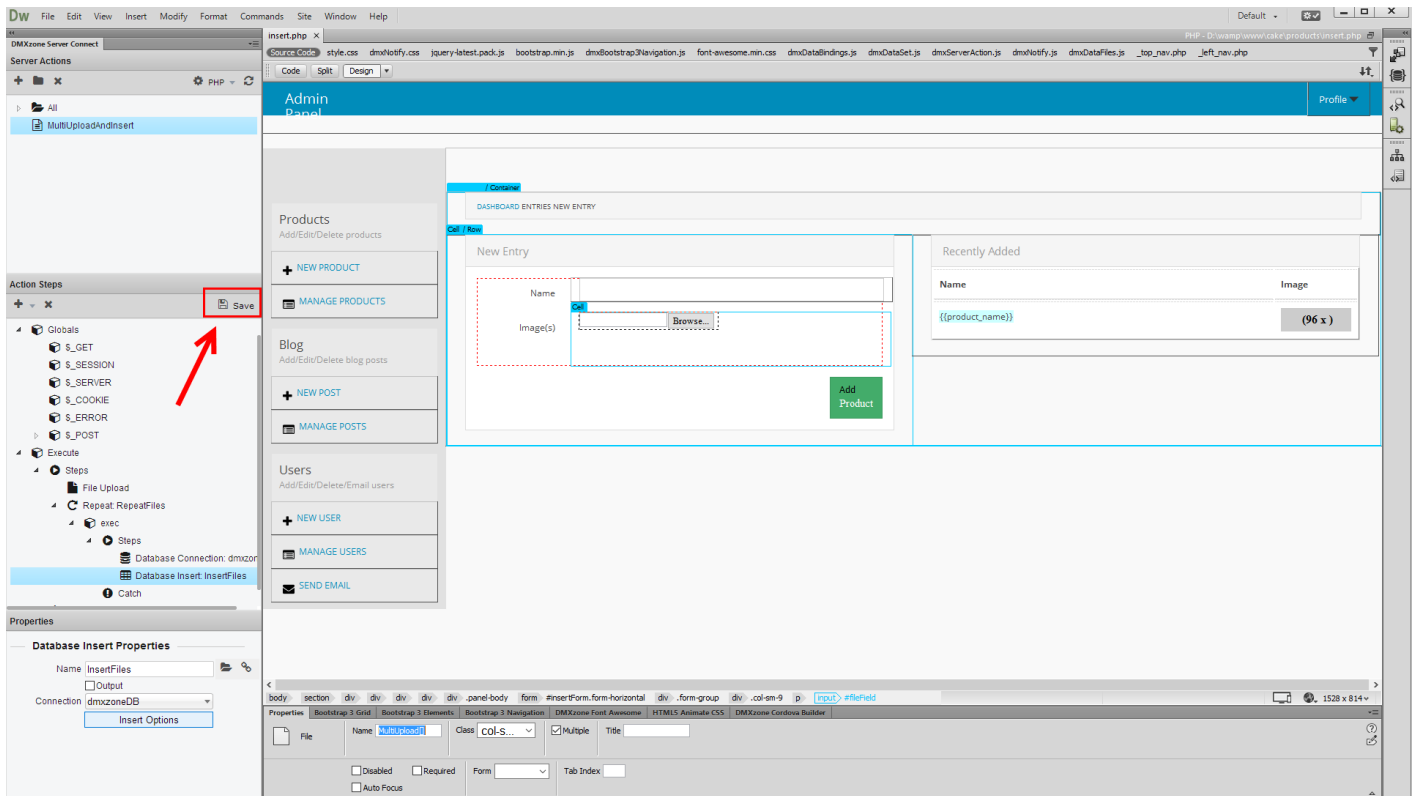 DW File Edit View Insert Modify Format Commands Site Window Help Default
DMXzone Server Connect
Server Actions
PHP
All
MultiUploadAndInsert
Action Steps
Save
Globals
$_GET
$_SESSION
$_SERVER
$_COOKIE
$_ERROR
$_POST
Execute
Steps
File Upload
Repeat: RepeatFiles
exec
Steps
Database Connection: dmxzon
Database Insert: InsertFiles
Catch
Properties
Database Insert Properties
Name InsertFiles
Output
Connection dmxzoneDB
Insert Options
insert.php × PHP - D:\wamp\www\cake\products\insert.php
Source Code style.css dmxNotify.css jquery-latest.pack.js bootstrap.min.js dmxBootstrap3Navigation.js font-awesome.min.css dmxDataBindings.js dmxDataSet.js dmxServerAction.js dmxNotify.js dmxDataFiles.js _top_nav.php _left_nav.php
Code Split Design
Admin
Panel
Profile
Products
Add/Edit/Delete products
NEW PRODUCT
MANAGE PRODUCTS
Blog
Add/Edit/Delete blog posts
NEW POST
MANAGE POSTS
Users
Add/Edit/Delete/Email users
NEW USER
MANAGE USERS
SEND EMAIL
/ Container
DASHBOARD ENTRIES NEW ENTRY
Cell / Row
New Entry
Name
Cell
Image(s) Browse...
Add
Product
Recently Added
Name Image
{{product_name}} (96 x )
body section div div div div div .panel-body form #insertForm.form-horizontal div .form-group div .col-sm-9 p input #fileField 1528 x 814
Properties Bootstrap 3 Grid Bootstrap 3 Elements Bootstrap 3 Navigation DMXzone Font Awesome HTML5 Animate CSS DMXzone Cordova Builder
File Name MultiUpload[] Class col-s... Multiple Title
Disabled Required Form Tab Index
Auto Focus